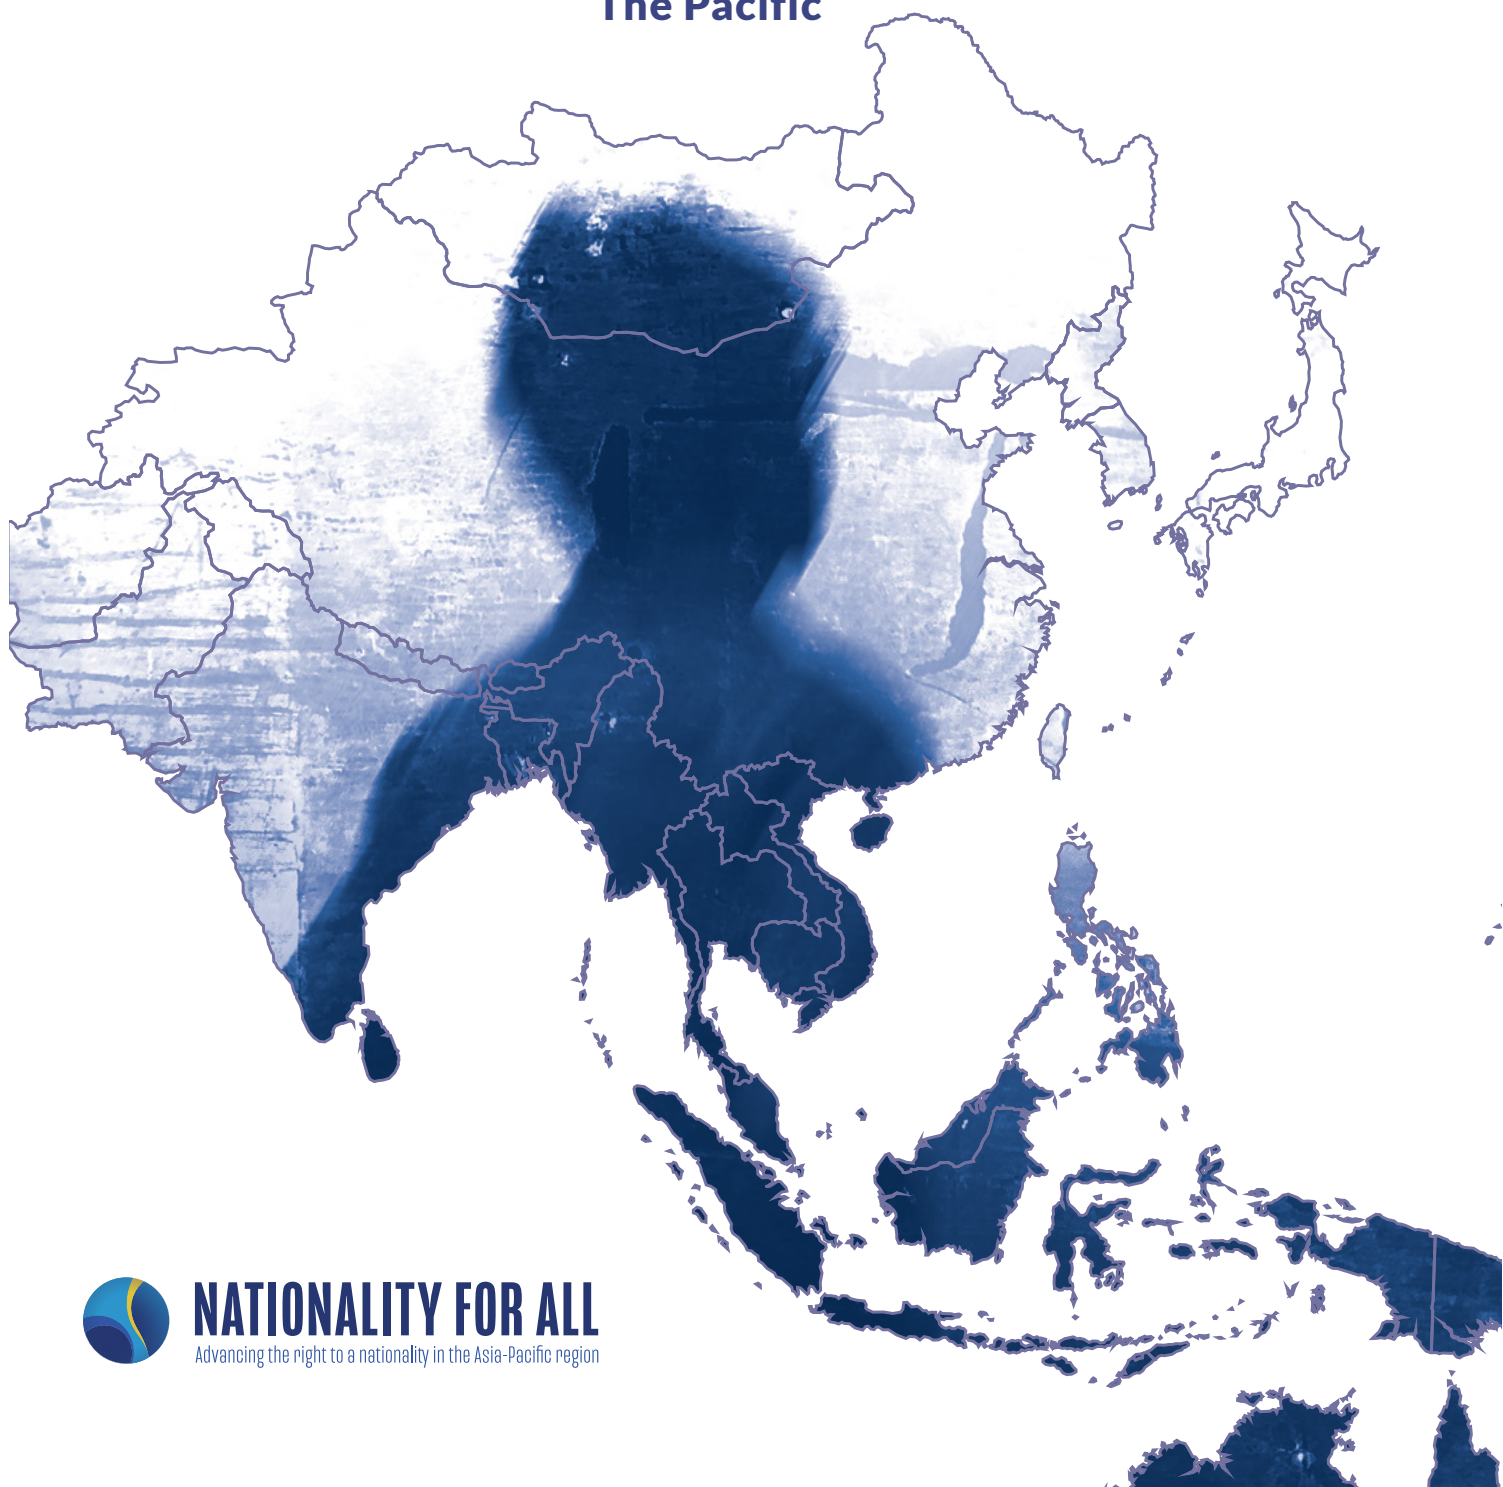 The Pacific
NATIONALITY FOR ALL
Advancing the right to a nationality in the Asia-Pacific region